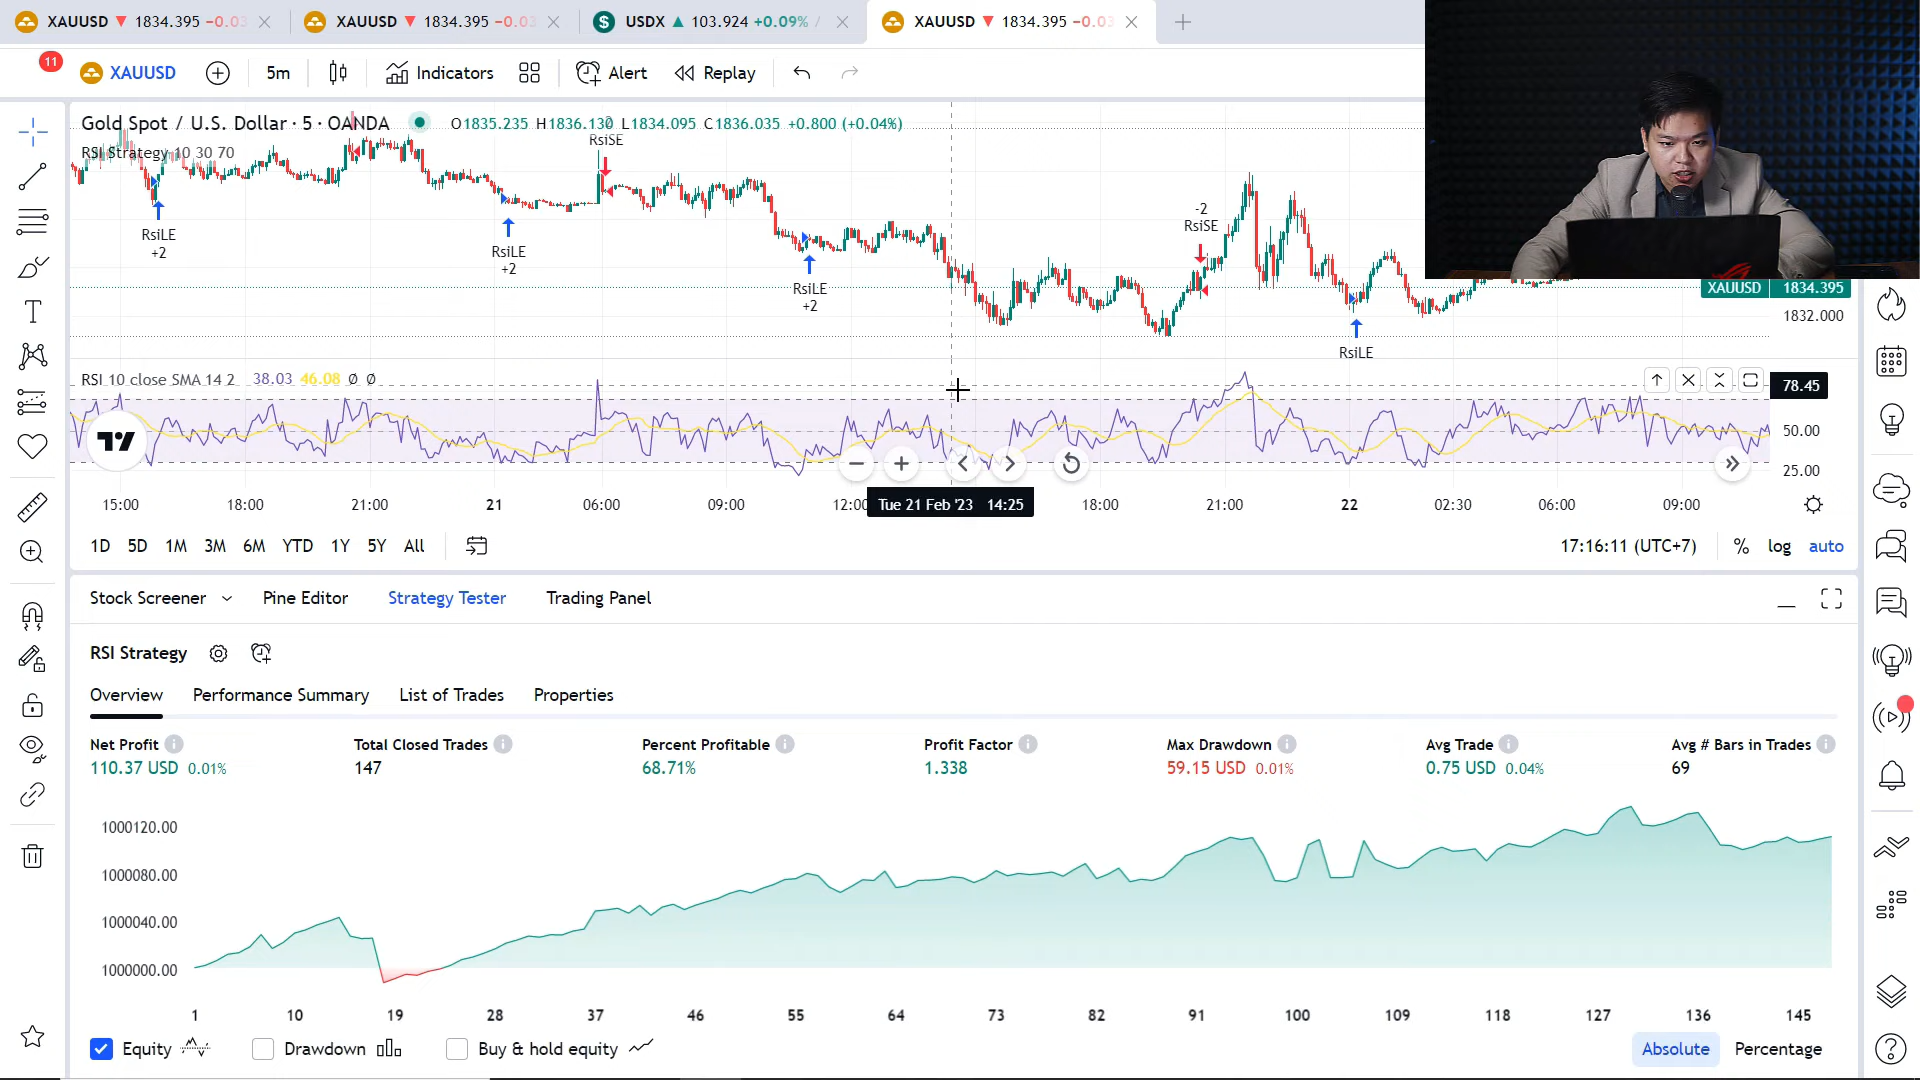 XAUUSD ▼ 1834.395 −0.03
XAUUSD ▼ 1834.395 −0.03
USDX ▲ 103.924 +0.09% /
XAUUSD ▼ 1834.395 −0.03
11
XAUUSD 5m Indicators Alert Replay
Gold Spot / U.S. Dollar · 5 · OANDA O1835.235 H1836.130 L1834.095 C1836.035 +0.800 (+0.04%)
RSI Strategy 10 30 70
RsiSE
-2
RsiSE
RsiLE
+2
RsiLE
+2
RsiLE
+2
RsiLE
XAUUSD 1834.395
1832.000
RSI 10 close SMA 14 2 38.03 46.08 Ø Ø
78.45
50.00
25.00
15:00 18:00 21:00 21 06:00 09:00 12:00 Tue 21 Feb '23 14:25 18:00 21:00 22 02:30 06:00 09:00
1D 5D 1M 3M 6M YTD 1Y 5Y All 17:16:11 (UTC+7) % log auto
Stock Screener Pine Editor Strategy Tester Trading Panel
RSI Strategy
Overview Performance Summary List of Trades Properties
Net Profit Total Closed Trades Percent Profitable Profit Factor Max Drawdown Avg Trade Avg # Bars in Trades
110.37 USD 0.01% 147 68.71% 1.338 59.15 USD 0.01% 0.75 USD 0.04% 69
1000120.00
1000080.00
1000040.00
1000000.00
1 10 19 28 37 46 55 64 73 82 91 100 109 118 127 136 145
Equity Drawdown Buy & hold equity Absolute Percentage